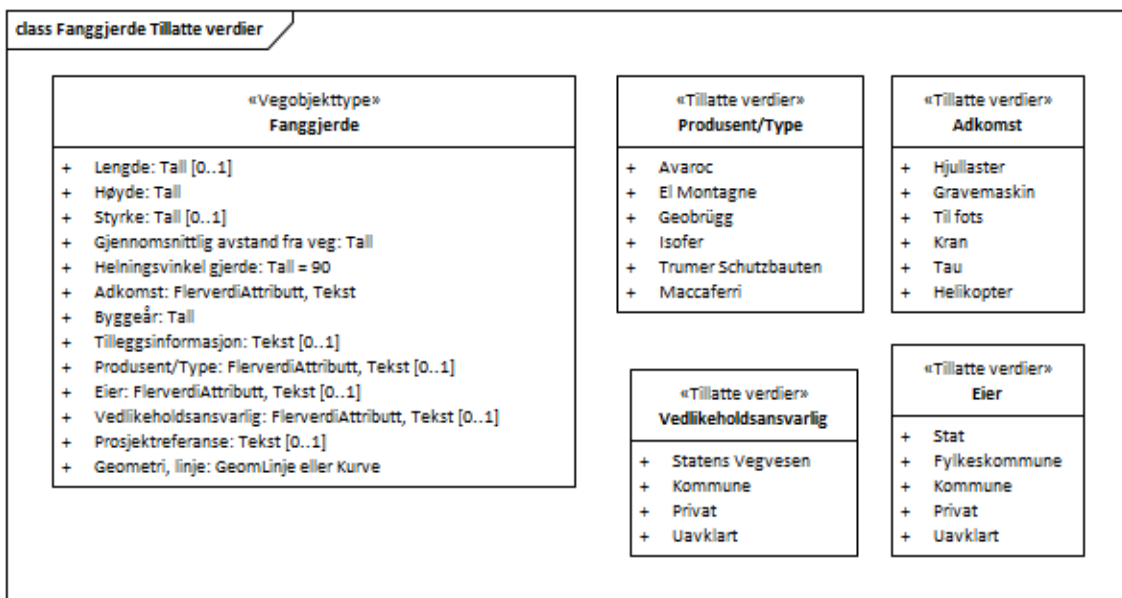 class Fanggjerde Tillatte verdier
«Vegobjekttype»
Fanggjerde
+ Lengde: Tall [0..1]
+ Høyde: Tall
+ Styrke: Tall [0..1]
+ Gjennomsnittlig avstand fra veg: Tall
+ Helningsvinkel gjerde: Tall = 90
+ Adkomst: FlerverdiAttributt, Tekst
+ Byggeår: Tall
+ Tilleggsinformasjon: Tekst [0..1]
+ Produsent/Type: FlerverdiAttributt, Tekst [0..1]
+ Eier: FlerverdiAttributt, Tekst [0..1]
+ Vedlikeholdsansvarlig: FlerverdiAttributt, Tekst [0..1]
+ Prosjektreferanse: Tekst [0..1]
+ Geometri, linje: GeomLinje eller Kurve
«Tillatte verdier»
Produsent/Type
+ Avaroc
+ El Montagne
+ Geobrügg
+ Isofer
+ Trumer Schutzbauten
+ Maccaferri
«Tillatte verdier»
Adkomst
+ Hjullaster
+ Gravemaskin
+ Til fots
+ Kran
+ Tau
+ Helikopter
«Tillatte verdier»
Vedlikeholdsansvarlig
+ Statens Vegvesen
+ Kommune
+ Privat
+ Uavklart
«Tillatte verdier»
Eier
+ Stat
+ Fylkeskommune
+ Kommune
+ Privat
+ Uavklart